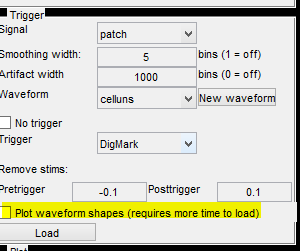 Trigger
Signal patch
Smoothing width: 5 bins (1 = off)
Artifact width 1000 bins (0 = off)
Waveform celluns New waveform
No trigger
Trigger DigMark
Remove stims:
Pretrigger -0.1 Posttrigger 0.1
Plot waveform shapes (requires more time to load)
Load
Plot